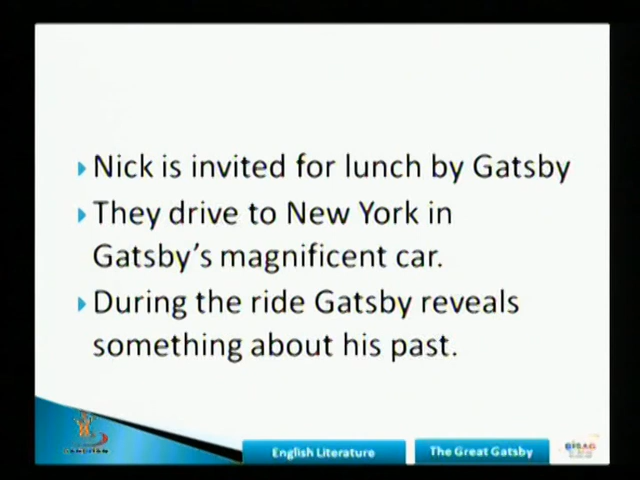 Nick is invited for lunch by Gatsby
They drive to New York in
Gatsby's magnificent car.
During the ride Gatsby reveals
something about his past.
English Literature
The Great Gatsby
BISAG